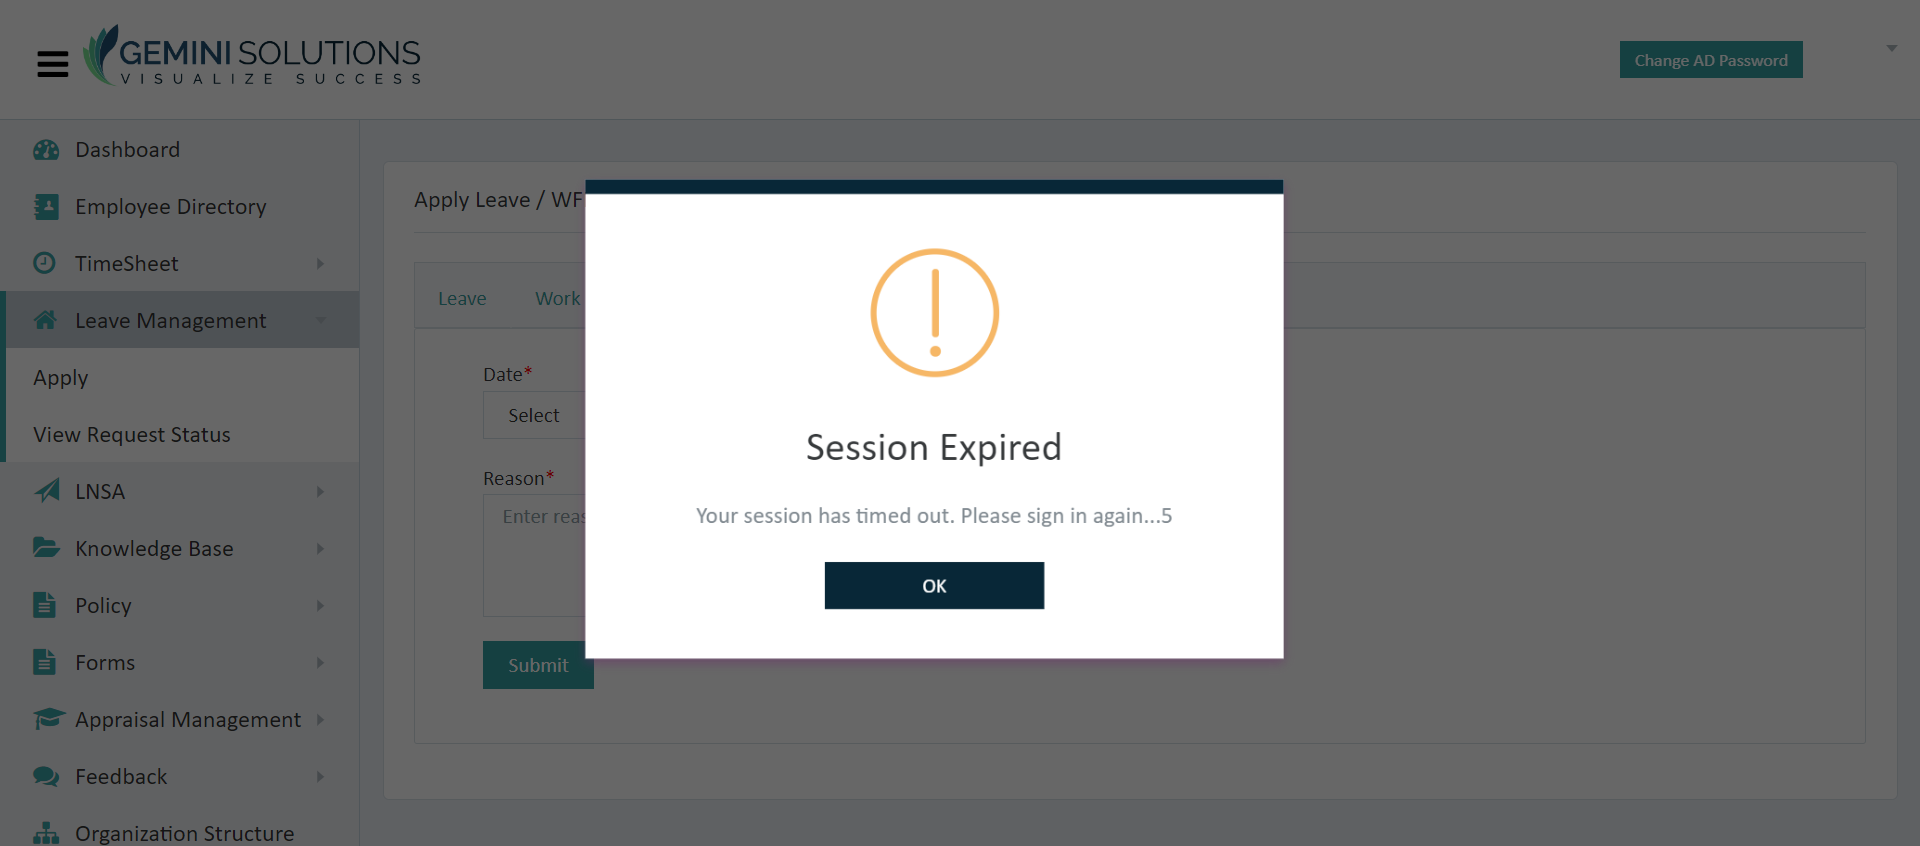 GEMINI SOLUTIONS
VISUALIZE SUCCESS
Change AD Password
Dashboard
Employee Directory
TimeSheet
Leave Management
Apply
View Request Status
LNSA
Knowledge Base
Policy
Forms
Appraisal Management
Feedback
Organization Structure
Apply Leave / WF
Leave Work
Date*
Select
Reason*
Enter reas
Submit
Session Expired
Your session has timed out. Please sign in again...5
OK